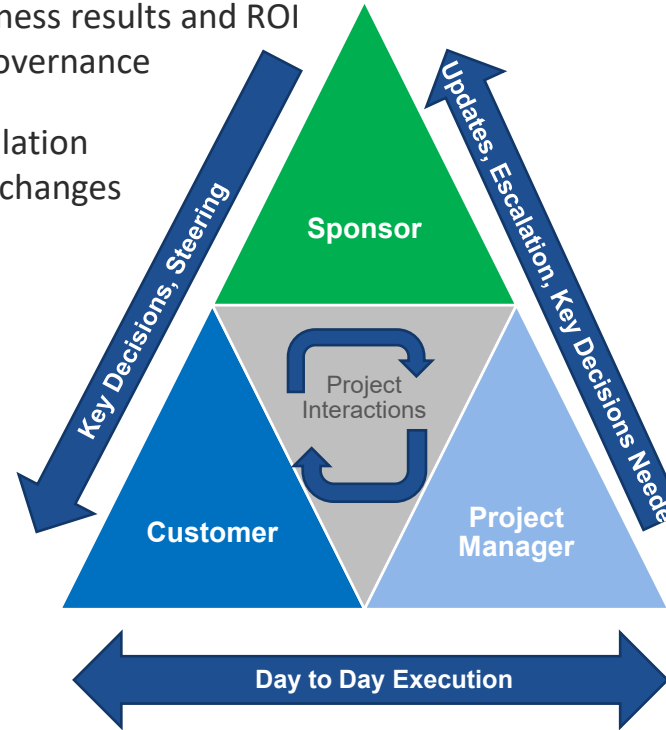 ness results and ROI
overnance
lation
changes
Updates, Escalation, Key Decisions Neede
Key Decisions, Steering
Sponsor
Project
Interactions
Customer
Project
Manager
Day to Day Execution